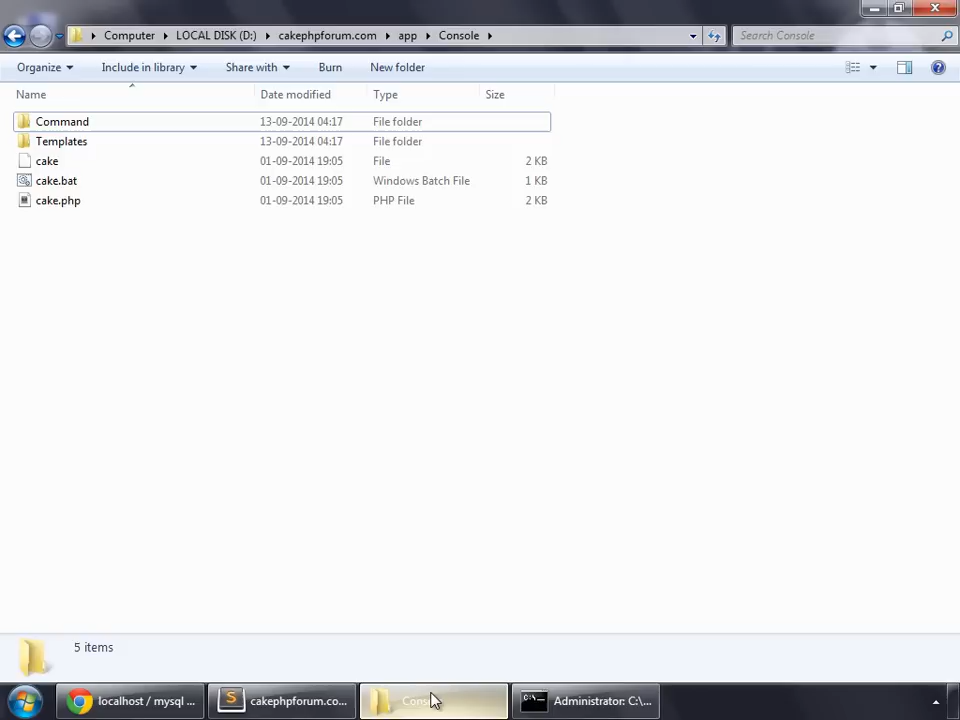 Computer LOCAL DISK (D:) cakephpforum.com app Console Search Console
Organize Include in library Share with Burn New folder
Name Date modified Type Size
Command 13-09-2014 04:17 File folder
Templates 13-09-2014 04:17 File folder
cake 01-09-2014 19:05 File 2 KB
cake.bat 01-09-2014 19:05 Windows Batch File 1 KB
cake.php 01-09-2014 19:05 PHP File 2 KB
5 items
localhost / mysql ... cakephpforum.co... Administrator: C:\...